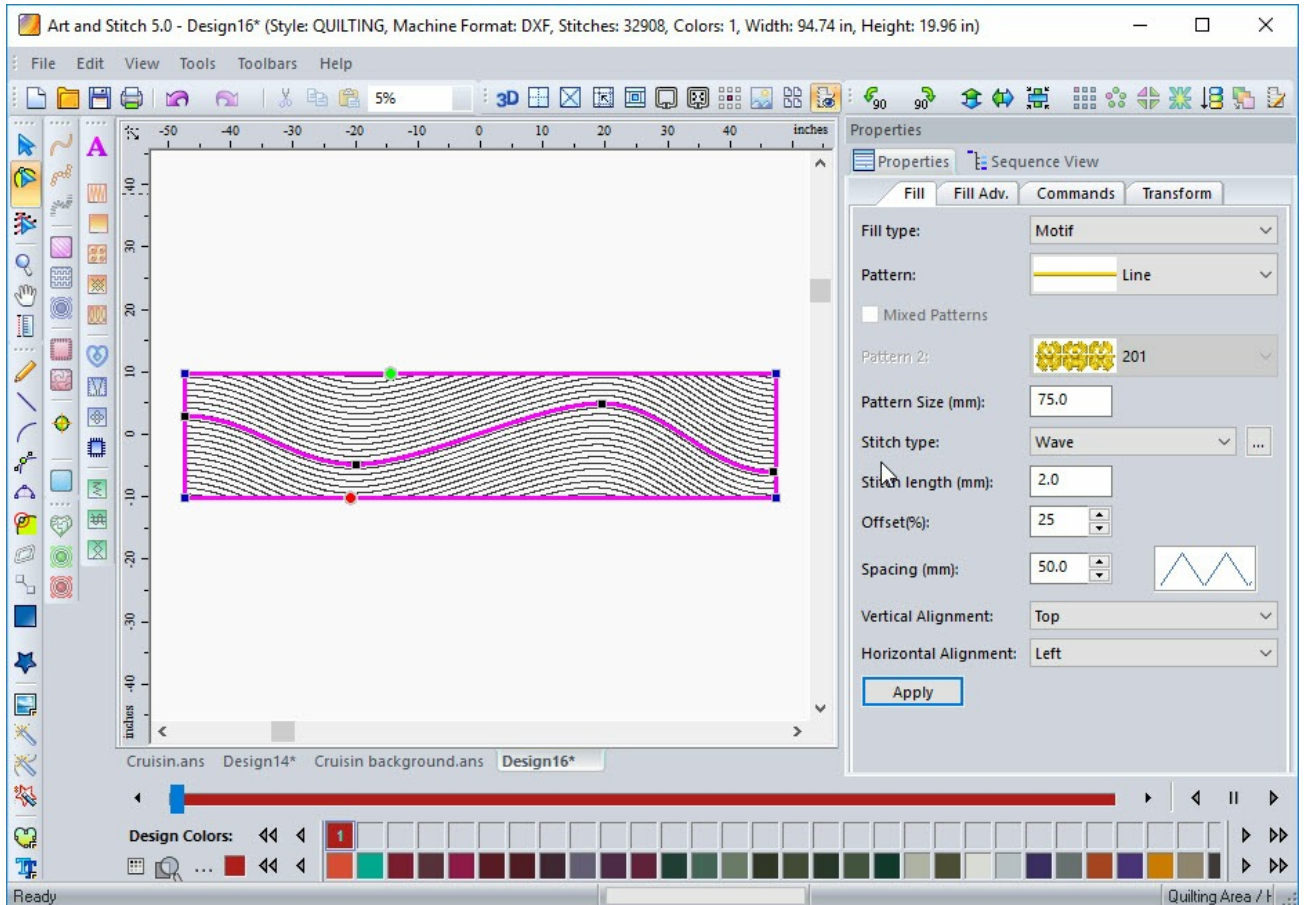 Art and Stitch 5.0 - Design16* (Style: QUILTING, Machine Format: DXF, Stitches: 32908, Colors: 1, Width: 94.74 in, Height: 19.96 in)
File Edit View Tools Toolbars Help
5% 3D 90 90
A
-50 -40 -30 -20 -10 0 10 20 30 40 inches
40
30
20
10
0
-10
-20
-30
-40
inches
Properties
Properties Sequence View
Fill Fill Adv. Commands Transform
Fill type: Motif
Pattern: Line
Mixed Patterns
Pattern 2: 201
Pattern Size (mm): 75.0
Stitch type: Wave ...
Stitch length (mm): 2.0
Offset(%): 25
Spacing (mm): 50.0
Vertical Alignment: Top
Horizontal Alignment: Left
Apply
Cruisin.ans Design14* Cruisin background.ans Design16*
Design Colors: 1
...
Ready Quilting Area / H